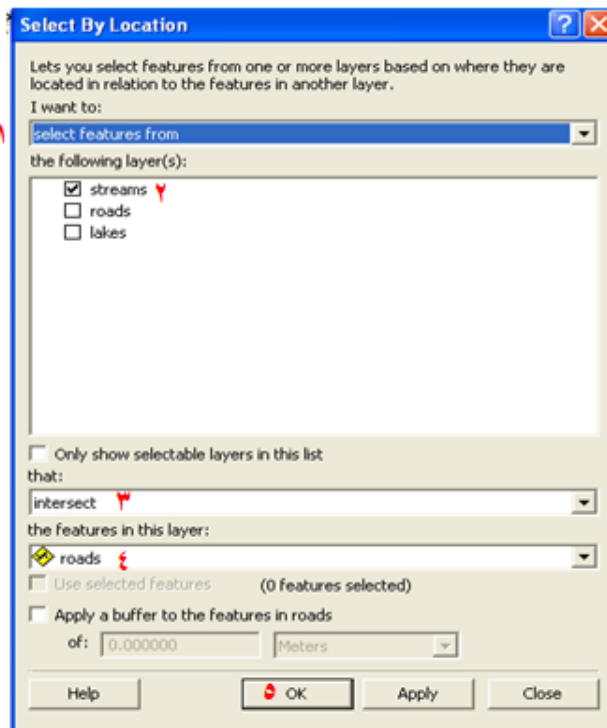 Select By Location
Lets you select features from one or more layers based on where they are
located in relation to the features in another layer.
I want to:
١
select features from
the following layer(s):
streams ٢
roads
lakes
Only show selectable layers in this list
that:
intersect ٣
the features in this layer:
roads ٤
Use selected features (0 features selected)
Apply a buffer to the features in roads
of: 0.000000 Meters
Help ٥ OK Apply Close